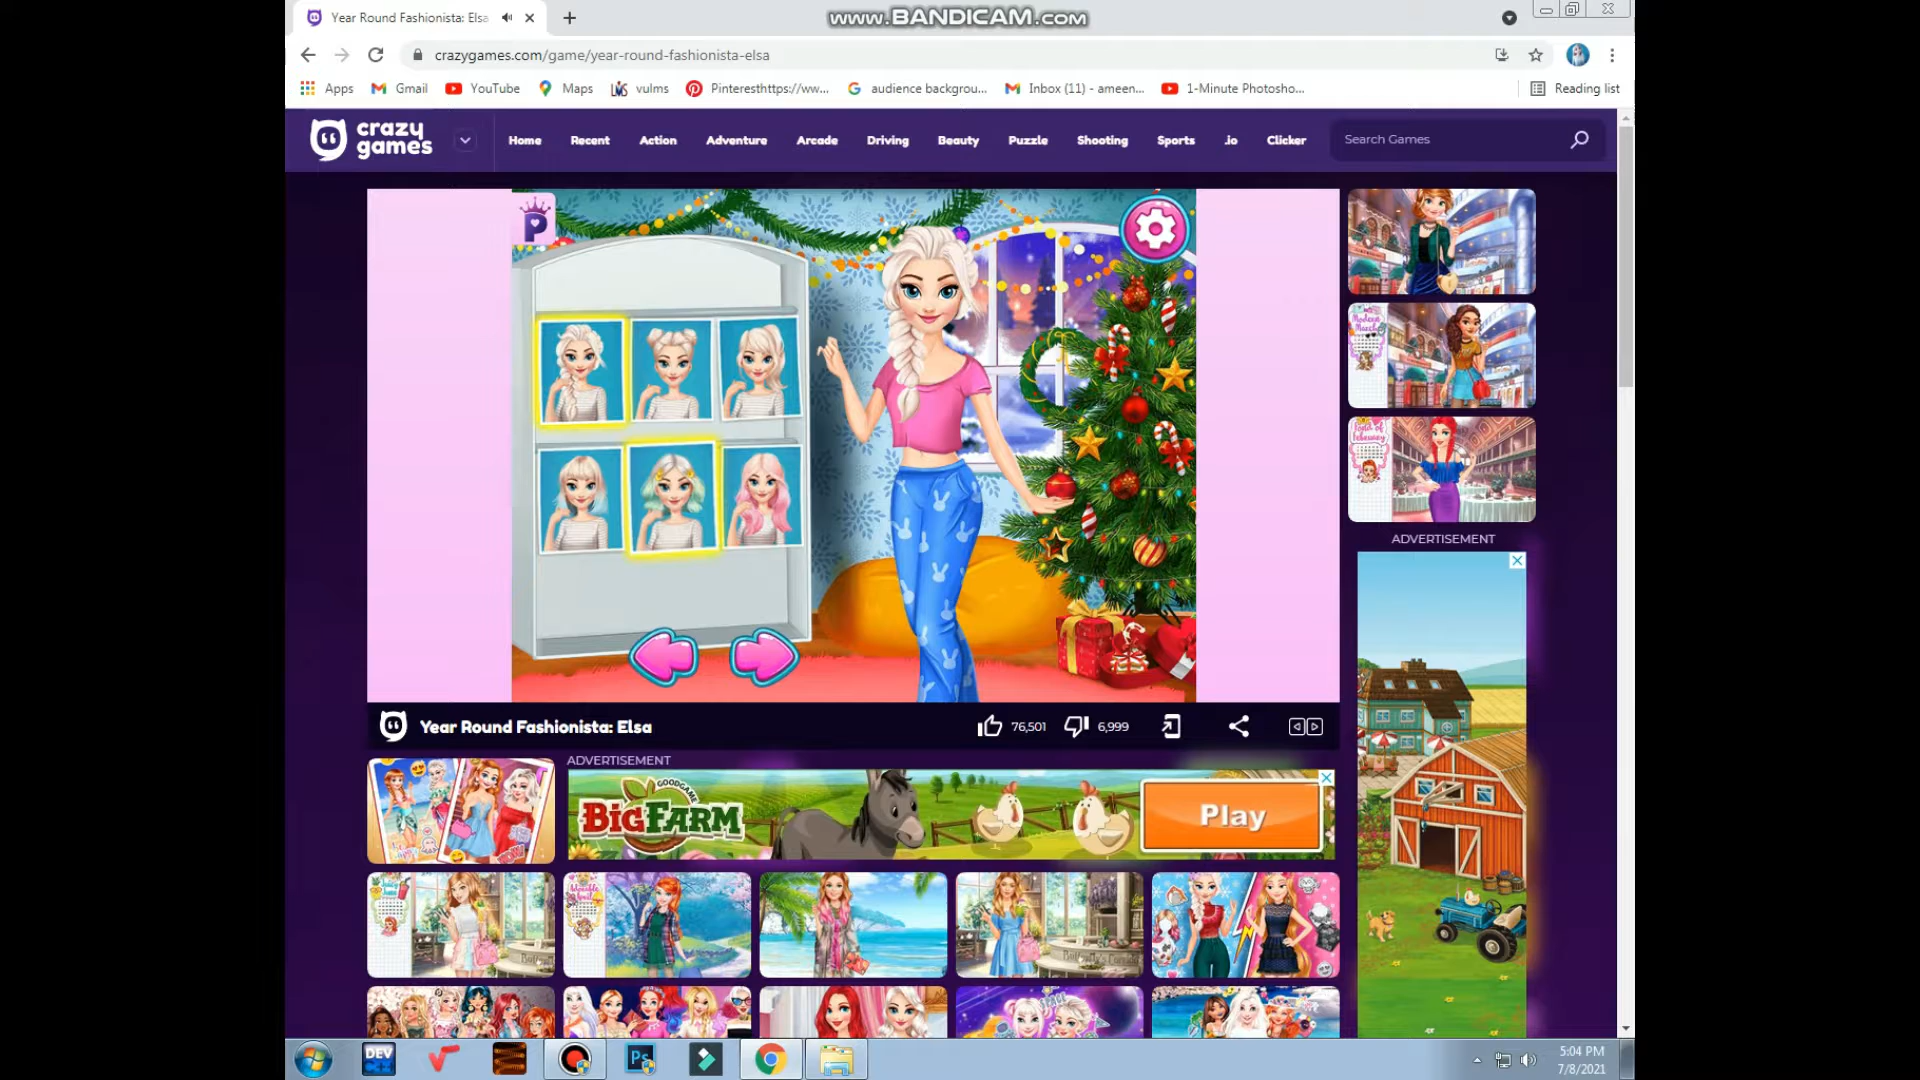 Year Round Fashionista: Elsa
www.BANDICAM.com
crazygames.com/game/year-round-fashionista-elsa
Apps
Gmail
YouTube
Maps
vulms
Pinteresthttps://ww...
audience backgrou...
Inbox (11) - ameen...
1-Minute Photosho...
Reading list
crazy
games
Home
Recent
Action
Adventure
Arcade
Driving
Beauty
Puzzle
Shooting
Sports
.io
Clicker
Search Games
P
ADVERTISEMENT
Year Round Fashionista: Elsa
76,501
6,999
ADVERTISEMENT
GOODGAME
BIGFARM
Play
DEV
C++
Ps
5:04 PM
7/8/2021